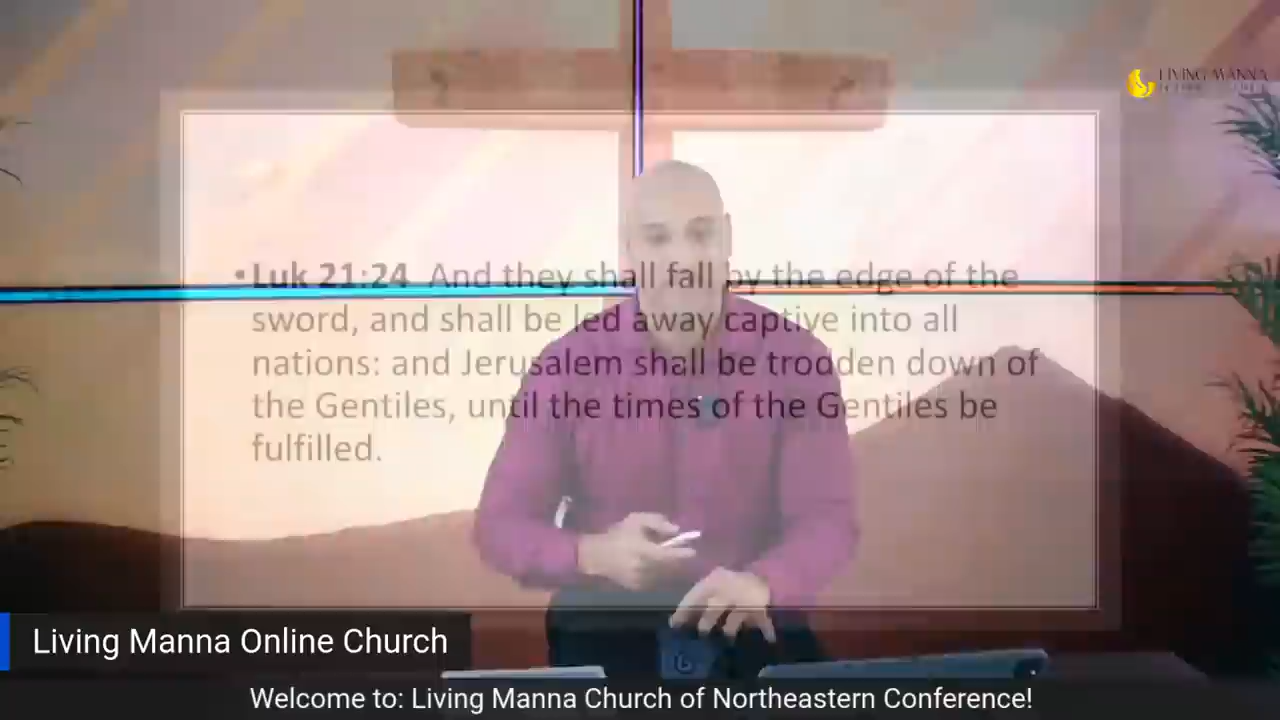 LIVING MANNA
• Luk 21:24 And they shall fall by the edge of the
sword, and shall be led away captive into all
nations: and Jerusalem shall be trodden down of
the Gentiles, until the times of the Gentiles be
fulfilled.
Living Manna Online Church
Welcome to: Living Manna Church of Northeastern Conference!